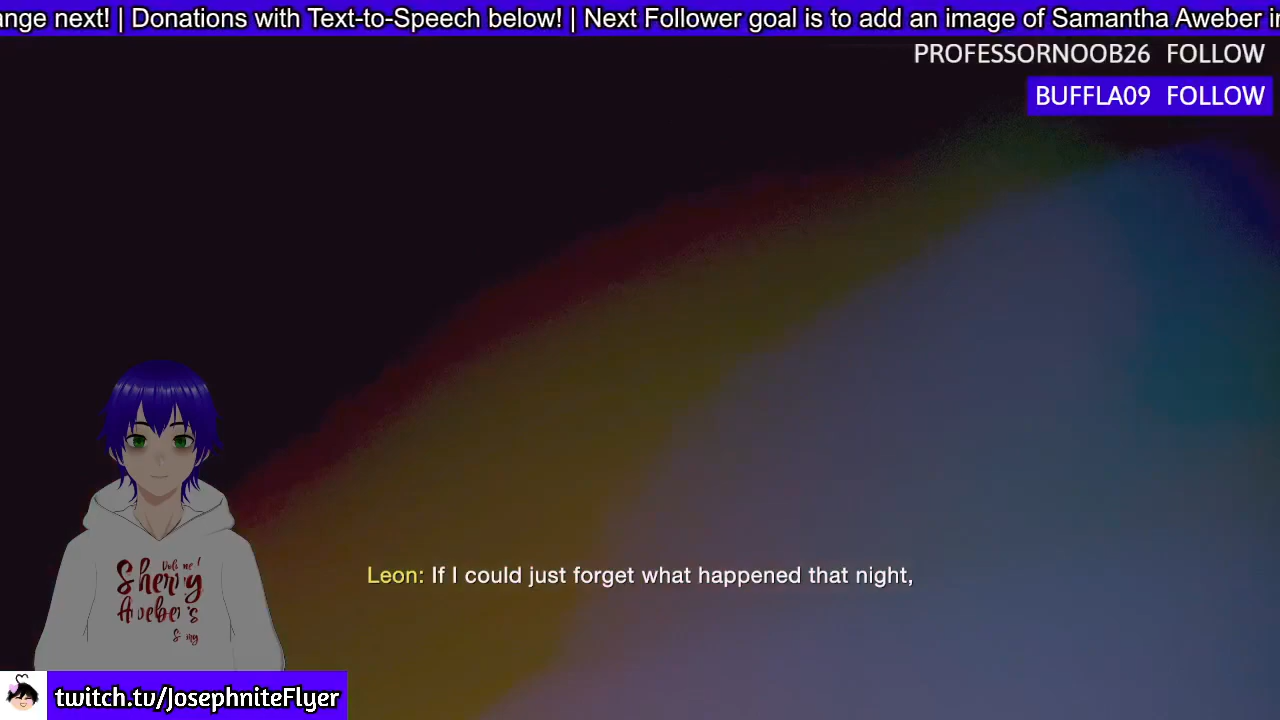 ange next! | Donations with Text-to-Speech below! | Next Follower goal is to add an image of Samantha Aweber i
PROFESSORNOOB26 FOLLOW
BUFFLA09 FOLLOW
Sherry
Aweber's
Leon: If I could just forget what happened that night,
twitch.tv/JosephniteFlyer